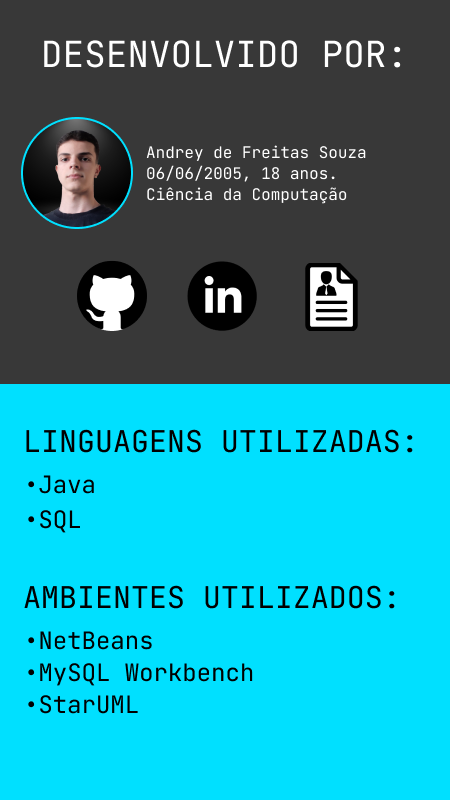 DESENVOLVIDO POR:
Andrey de Freitas Souza
06/06/2005, 18 anos.
Ciência da Computação
in
LINGUAGENS UTILIZADAS:
•Java
•SQL
AMBIENTES UTILIZADOS:
•NetBeans
•MySQL Workbench
•StarUML